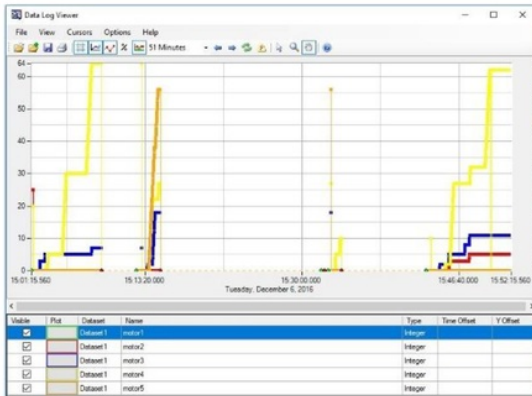 Data Log Viewer
File View Cursors Options Help
51 Minutes
64
60
40
20
0
15:01 15.560 15:13:20.000 15:30:00.000 15:46:40.000 15:52:15.560
Tuesday, December 6, 2016
Visible Plot Dataset Name Type Time Offset Y Offset
Dataset1 motor1 Integer
Dataset1 motor2 Integer
Dataset1 motor3 Integer
Dataset1 motor4 Integer
Dataset1 motor5 Integer